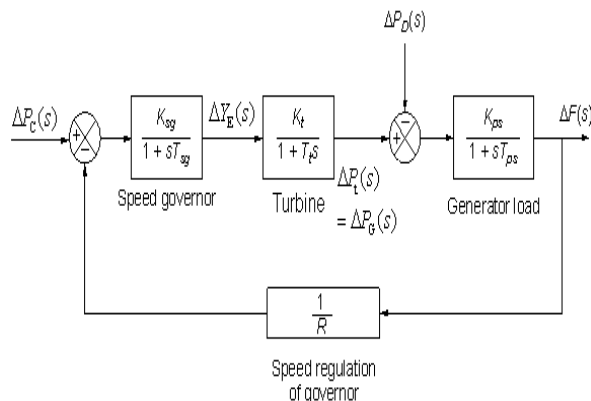 ΔP_D(s)
ΔP_C(s)
+
−
K_sg
1 + sT_sg
ΔY_E(s)
K_t
1 + T_t s
+
−
K_ps
1 + sT_ps
ΔF(s)
Speed governor
Turbine
ΔP_t(s)
= ΔP_G(s)
Generator load
1
R
Speed regulation
of governor